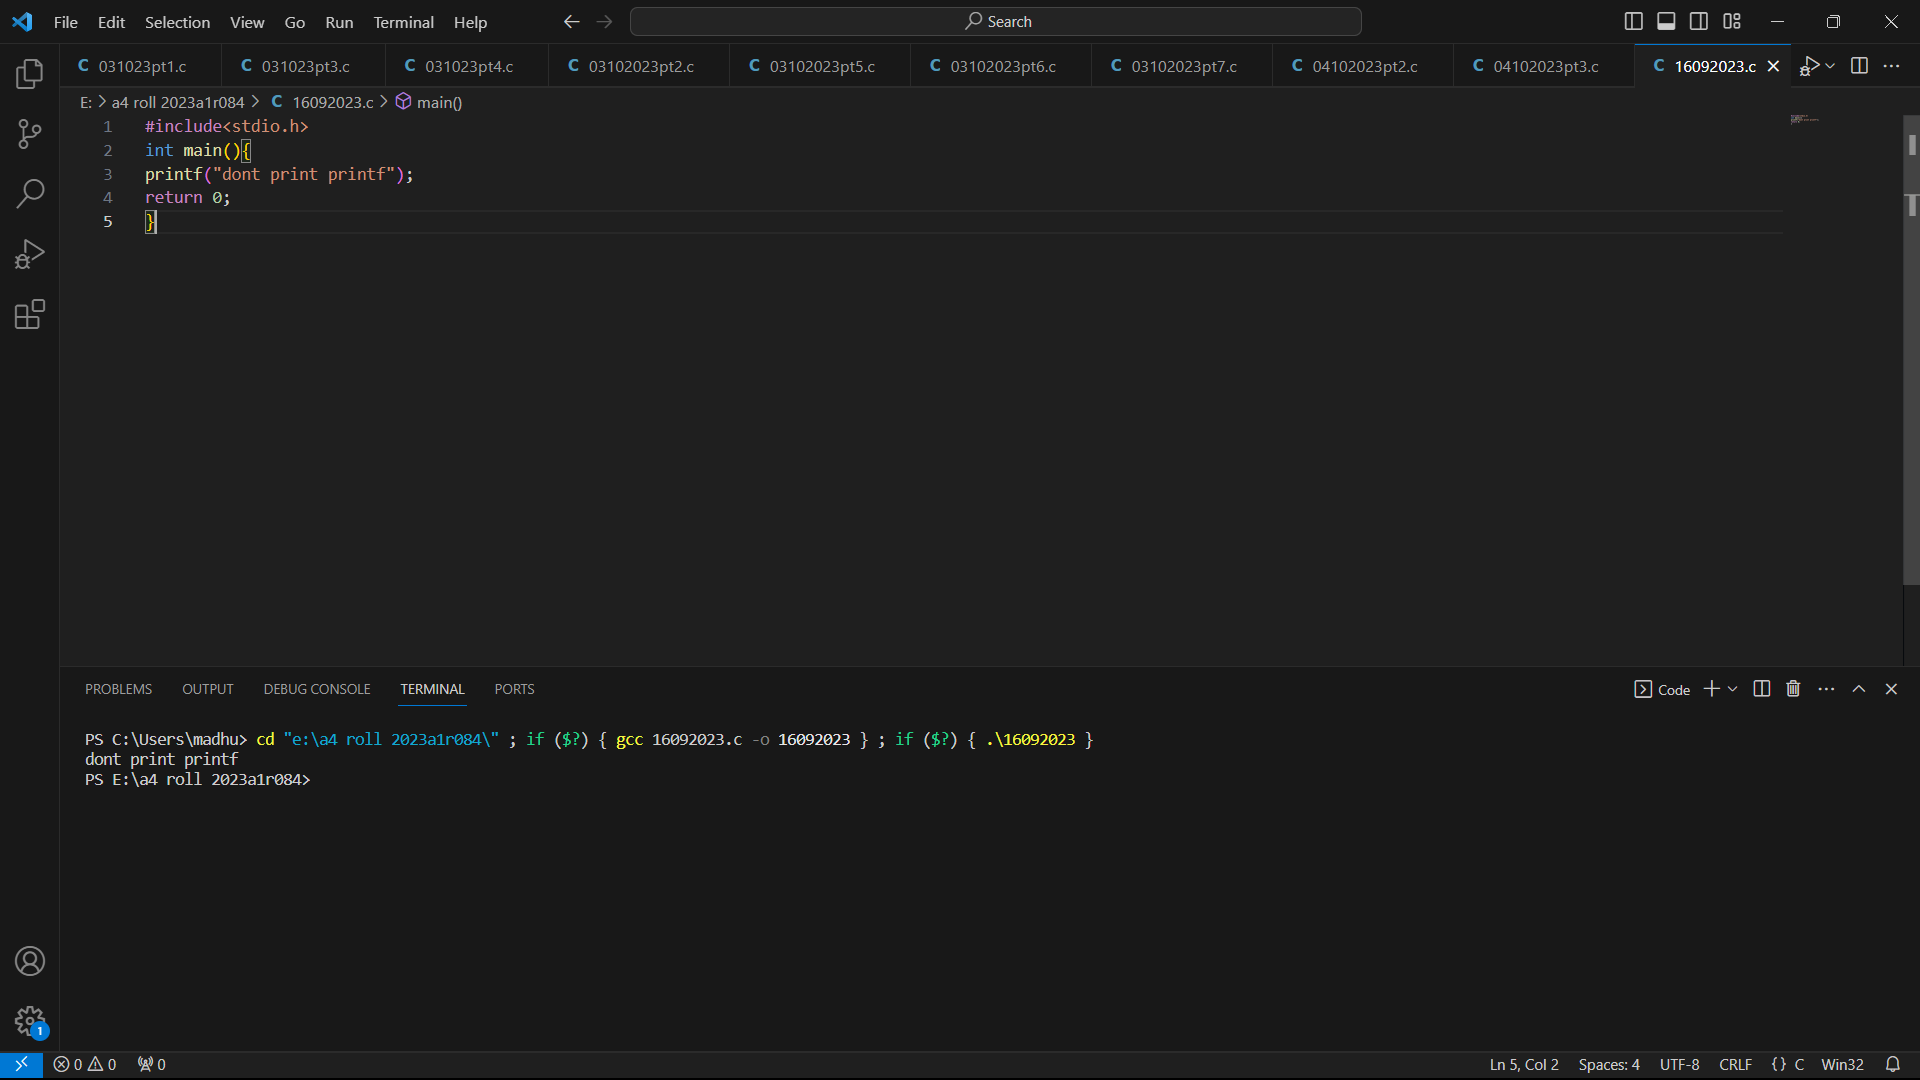 File Edit Selection View Go Run Terminal Help Search
C 031023pt1.c C 031023pt3.c C 031023pt4.c C 03102023pt2.c C 03102023pt5.c C 03102023pt6.c C 03102023pt7.c C 04102023pt2.c C 04102023pt3.c C 16092023.c
E: > a4 roll 2023a1r084 > C 16092023.c > main()
1 #include<stdio.h>
2 int main(){
3 printf("dont print printf");
4 return 0;
5 }
PROBLEMS OUTPUT DEBUG CONSOLE TERMINAL PORTS Code
PS C:\Users\madhu> cd "e:\a4 roll 2023a1r084\" ; if ($?) { gcc 16092023.c -o 16092023 } ; if ($?) { .\16092023 }
dont print printf
PS E:\a4 roll 2023a1r084>
1
0 0 0 Ln 5, Col 2 Spaces: 4 UTF-8 CRLF {} C Win32